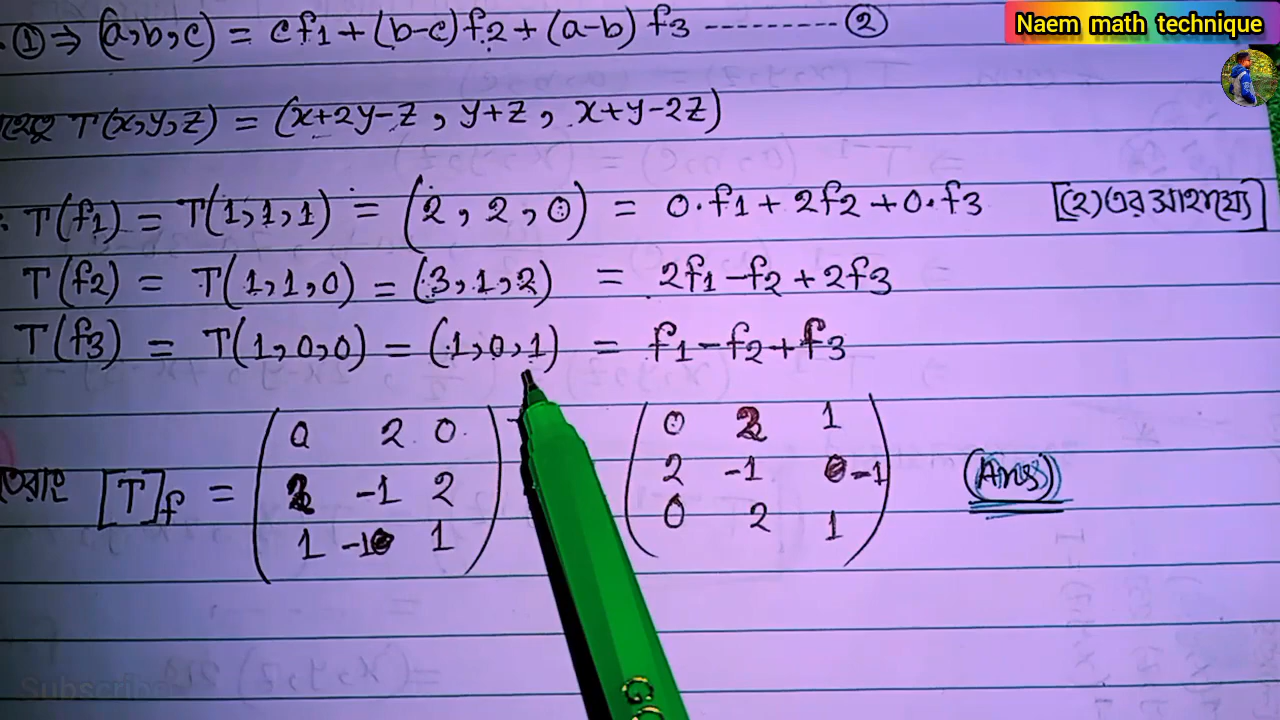 Naem math technique
① ⇒ (a,b,c) = cf1 + (b-c)f2 + (a-b) f3 --------- ②
T(x,y,z) = (x+2y-z, y+z, x+y-2z)
T(f1) = T(1,1,1) = (2, 2, 0) = 0·f1 + 2f2 + 0·f3 [(২) এর সাহায্যে]
T(f2) = T(1,1,0) = (3,1,2) = 2f1 - f2 + 2f3
T(f3) = T(1,0,0) = (1,0,1) = f1 - f2 + f3
0 2 0 T 0 2 1
[T]f = 2 -1 2 2 -1 -1 (Ans)
1 -1 1 0 2 1
Subscribe